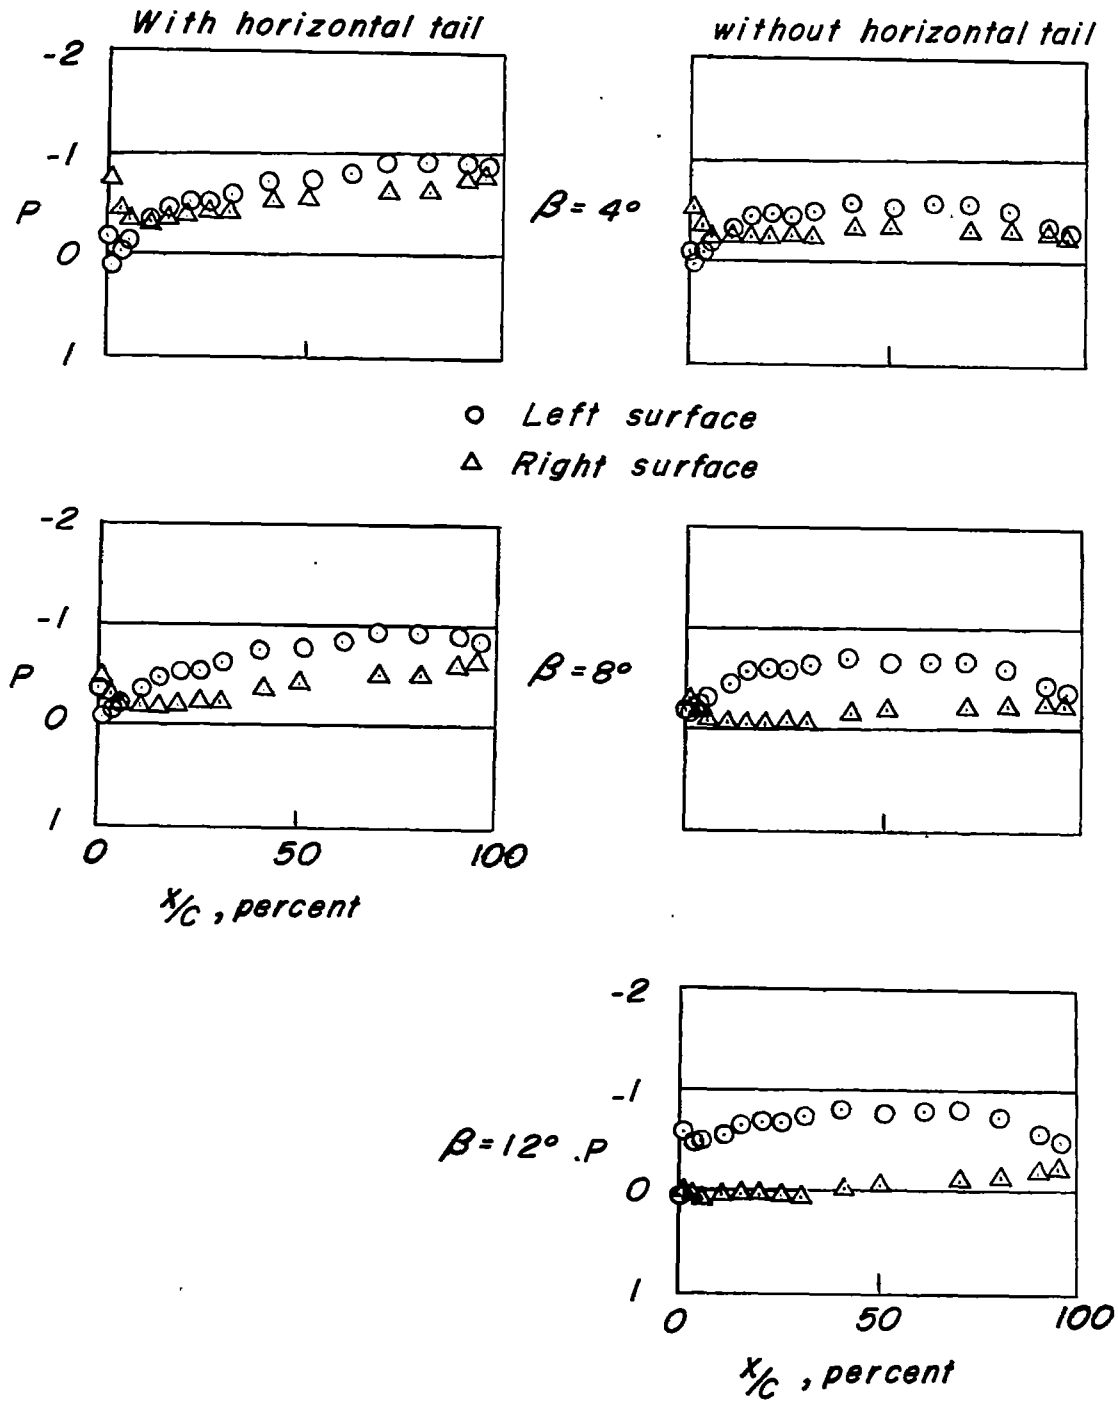 With horizontal tail
without horizontal tail
-2
-1
P
0
1
β = 4°
○ Left surface
△ Right surface
-2
-1
P
0
1
0 50 100
x/c , percent
β = 8°
-2
-1
β = 12° .P
0
1
0 50 100
x/c , percent